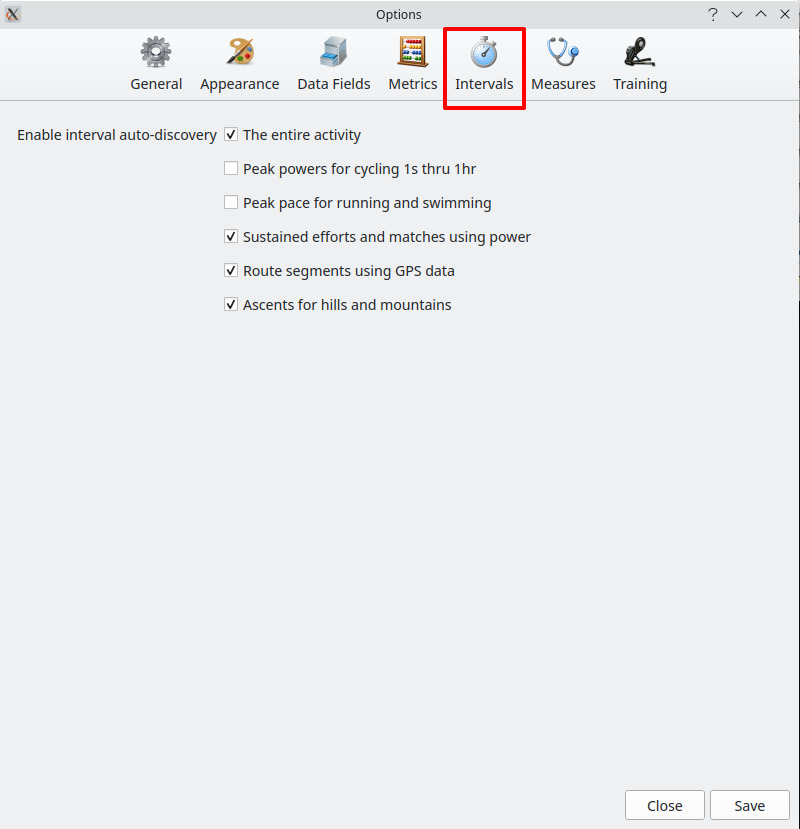 Options
General Appearance Data Fields Metrics Intervals Measures Training
Enable interval auto-discovery The entire activity
Peak powers for cycling 1s thru 1hr
Peak pace for running and swimming
Sustained efforts and matches using power
Route segments using GPS data
Ascents for hills and mountains
Close Save